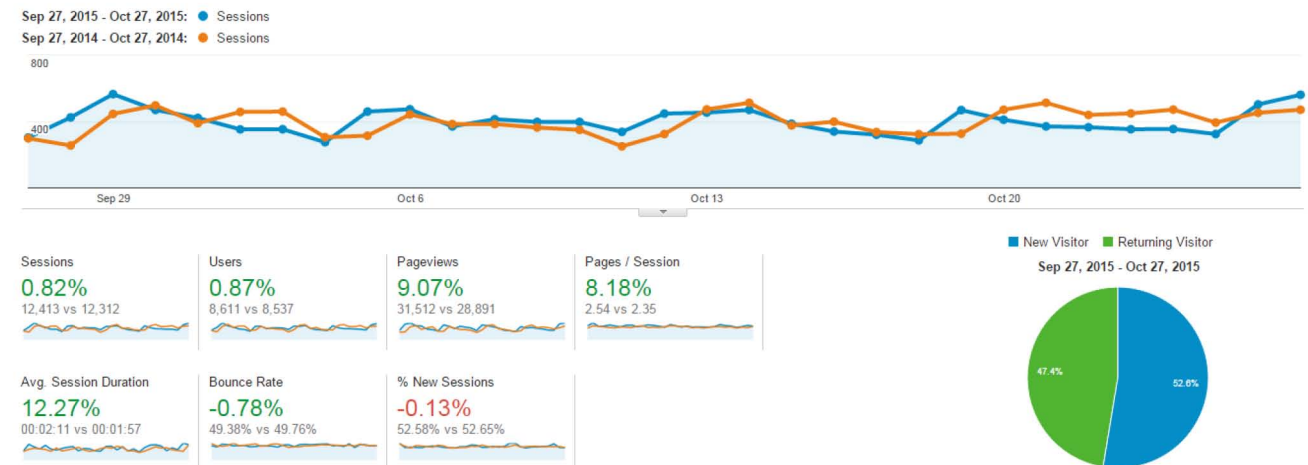 Sep 27, 2015 - Oct 27, 2015: Sessions
Sep 27, 2014 - Oct 27, 2014: Sessions
800
400
Sep 29
Oct 6
Oct 13
Oct 20
New Visitor Returning Visitor
Sep 27, 2015 - Oct 27, 2015
Sessions
0.82%
12,413 vs 12,312
Users
0.87%
8,611 vs 8,537
Pageviews
9.07%
31,512 vs 28,891
Pages / Session
8.18%
2.54 vs 2.35
Avg. Session Duration
12.27%
00:02:11 vs 00:01:57
Bounce Rate
-0.78%
49.38% vs 49.76%
% New Sessions
-0.13%
52.58% vs 52.65%
47.4%
52.6%